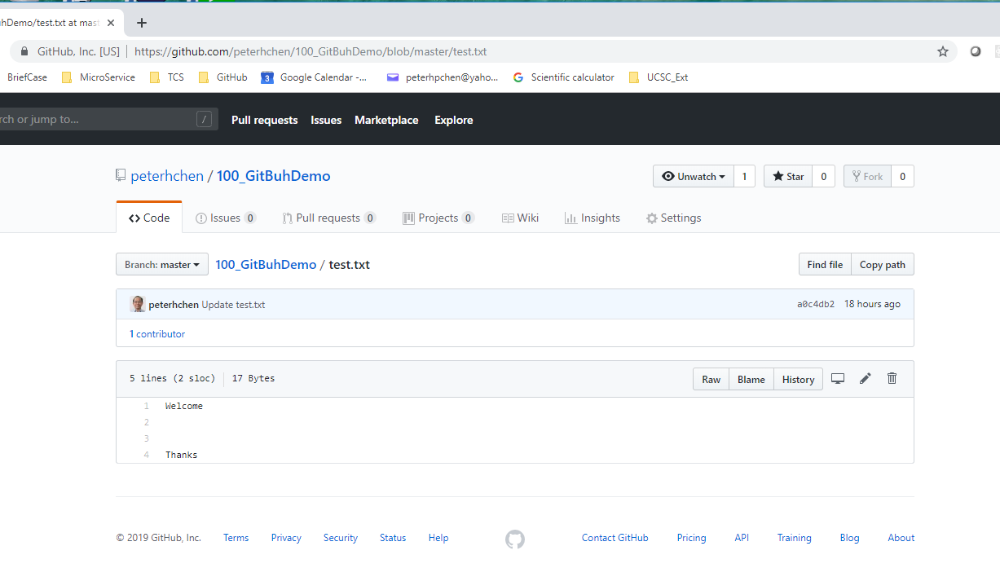 uhDemo/test.txt at mast
GitHub, Inc. [US] | https://github.com/peterhchen/100_GitBuhDemo/blob/master/test.txt
BriefCase MicroService TCS GitHub 3 Google Calendar -... peterhpchen@yaho... G Scientific calculator UCSC_Ext
rch or jump to... / Pull requests Issues Marketplace Explore
peterhchen / 100_GitBuhDemo Unwatch 1 Star 0 Fork 0
<> Code Issues 0 Pull requests 0 Projects 0 Wiki Insights Settings
Branch: master 100_GitBuhDemo / test.txt Find file Copy path
peterhchen Update test.txt a0c4db2 18 hours ago
1 contributor
5 lines (2 sloc) | 17 Bytes Raw Blame History
1 Welcome
2
3
4 Thanks
© 2019 GitHub, Inc. Terms Privacy Security Status Help Contact GitHub Pricing API Training Blog About